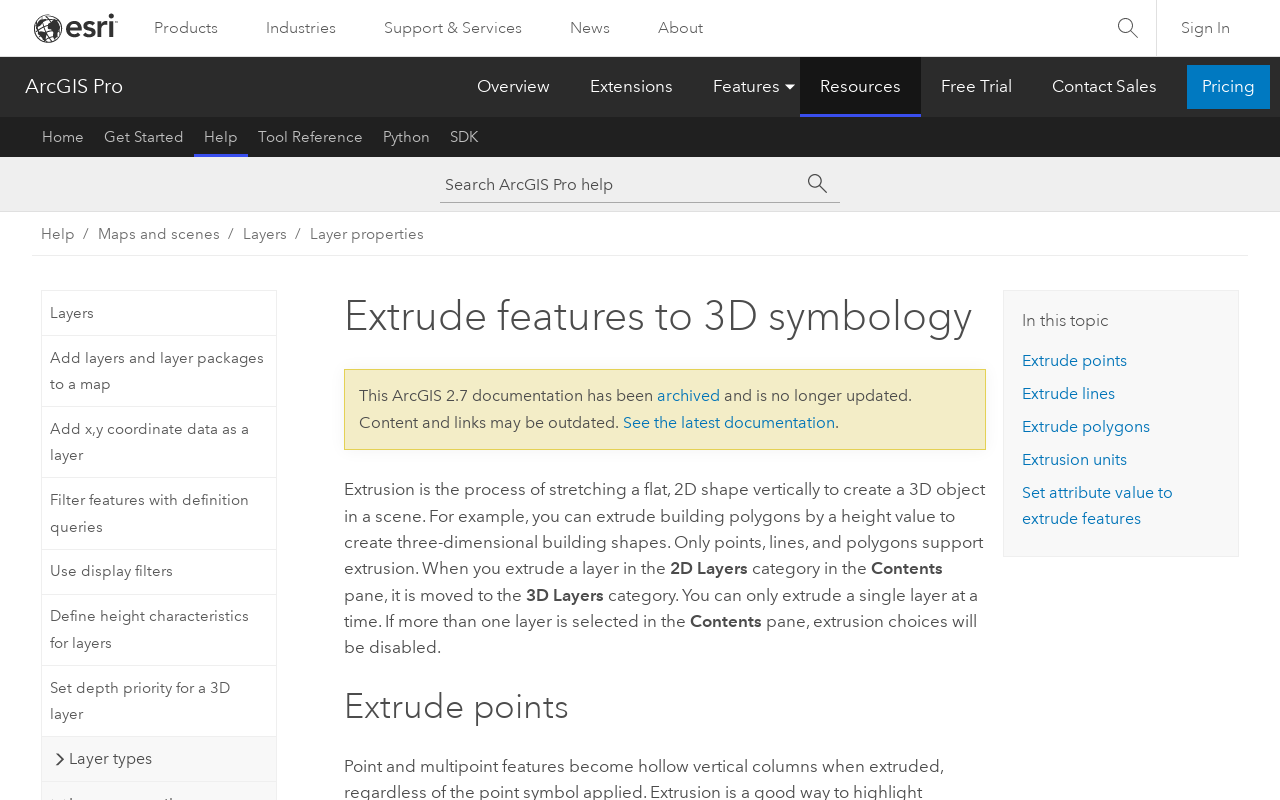 esri
Products
Industries
Support & Services
News
About
Sign In
ArcGIS Pro
Overview
Extensions
Features
Resources
Free Trial
Contact Sales
Pricing
Home
Get Started
Help
Tool Reference
Python
SDK
Search ArcGIS Pro help
Help / Maps and scenes / Layers / Layer properties
Layers
Add layers and layer packages
to a map
Add x,y coordinate data as a
layer
Filter features with definition
queries
Use display filters
Define height characteristics
for layers
Set depth priority for a 3D
layer
Layer types
Extrude features to 3D symbology
This ArcGIS 2.7 documentation has been archived and is no longer updated.
Content and links may be outdated. See the latest documentation.
Extrusion is the process of stretching a flat, 2D shape vertically to create a 3D object
in a scene. For example, you can extrude building polygons by a height value to
create three-dimensional building shapes. Only points, lines, and polygons support
extrusion. When you extrude a layer in the 2D Layers category in the Contents
pane, it is moved to the 3D Layers category. You can only extrude a single layer at a
time. If more than one layer is selected in the Contents pane, extrusion choices will
be disabled.
Extrude points
Point and multipoint features become hollow vertical columns when extruded,
regardless of the point symbol applied. Extrusion is a good way to highlight
In this topic
Extrude points
Extrude lines
Extrude polygons
Extrusion units
Set attribute value to
extrude features